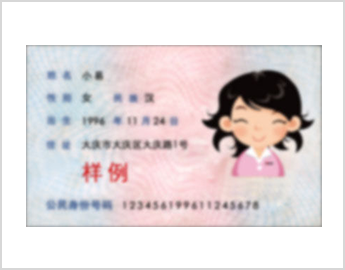 姓 名 小易
性 别 女 民 族 汉
出 生 1996 年 11 月 24 日
住 址 大庆市大庆区大庆路1号
样例
公民身份号码 123456199611245678